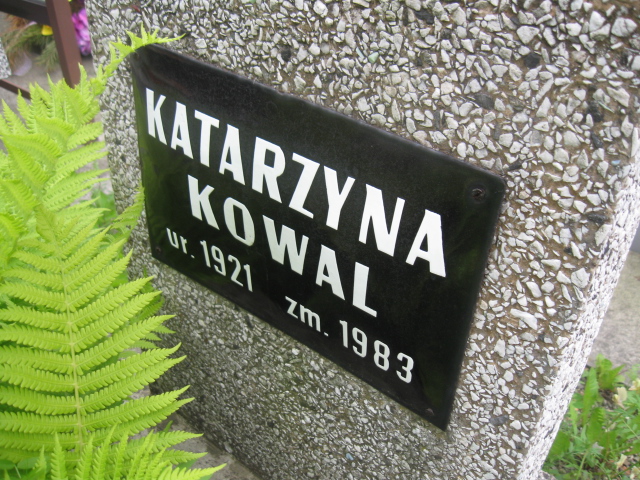 KATARZYNA
KOWAL
ur. 1921 zm. 1983